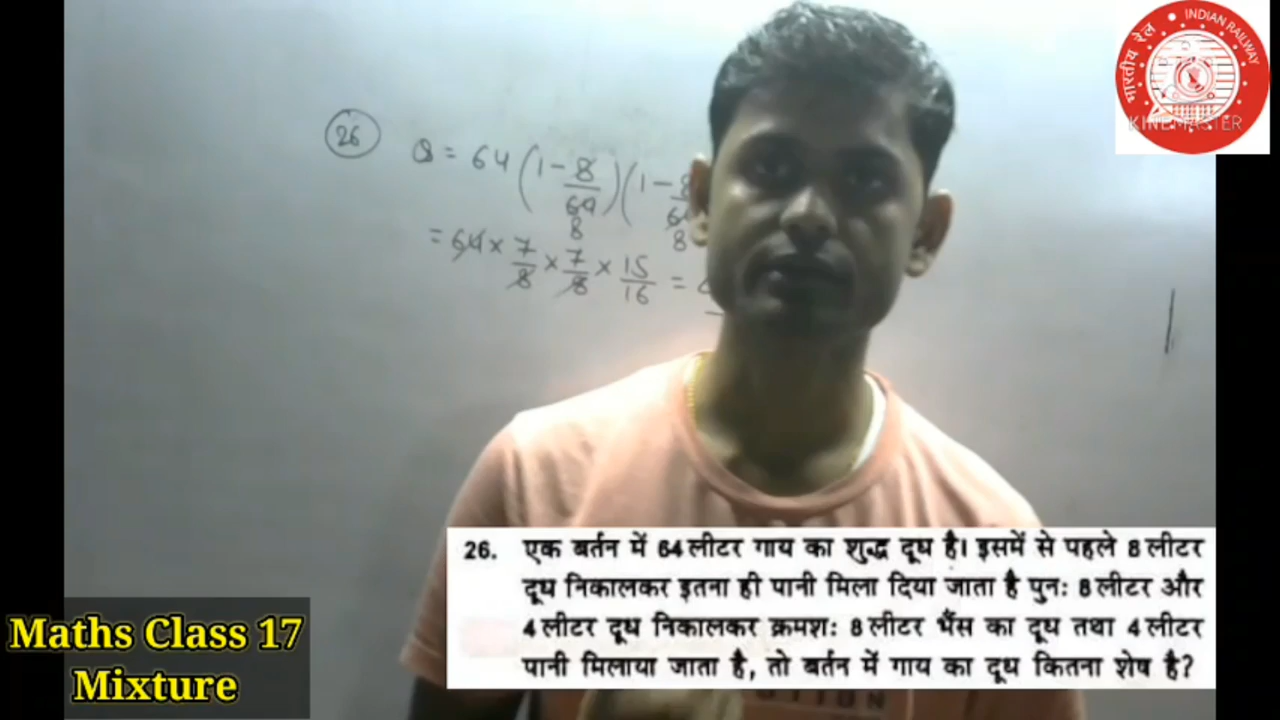 भारतीय रेल INDIAN RAILWAY
KINEMASTER
26
Q = 64 (1 - 8/64) (1 -
= 64 × 7/8 × 7/8 × 15/16 =
26. एक बर्तन में 64 लीटर गाय का शुद्ध दूध है। इसमें से पहले 8 लीटर
दूध निकालकर इतना ही पानी मिला दिया जाता है पुनः 8 लीटर और
4 लीटर दूध निकालकर क्रमशः 8 लीटर भैंस का दूध तथा 4 लीटर
पानी मिलाया जाता है, तो बर्तन में गाय का दूध कितना शेष है?
Maths Class 17
Mixture